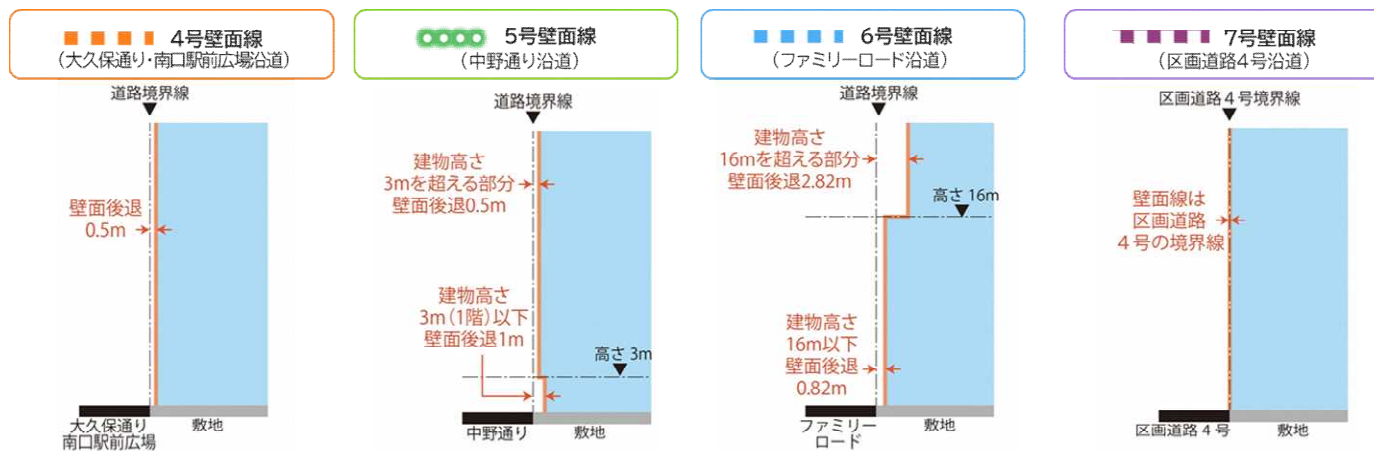 4号壁面線
(大久保通り・南口駅前広場沿道)
道路境界線
壁面後退
0.5m
大久保通り
南口駅前広場
敷地
5号壁面線
(中野通り沿道)
道路境界線
建物高さ
3mを超える部分
壁面後退0.5m
建物高さ
3m(1階)以下
壁面後退1m
高さ 3m
中野通り
敷地
6号壁面線
(ファミリーロード沿道)
道路境界線
建物高さ
16mを超える部分
壁面後退2.82m
高さ 16m
建物高さ
16m以下
壁面後退
0.82m
ファミリー
ロード
敷地
7号壁面線
(区画道路4号沿道)
区画道路4号境界線
壁面線は
区画道路
4号の境界線
区画道路4号
敷地